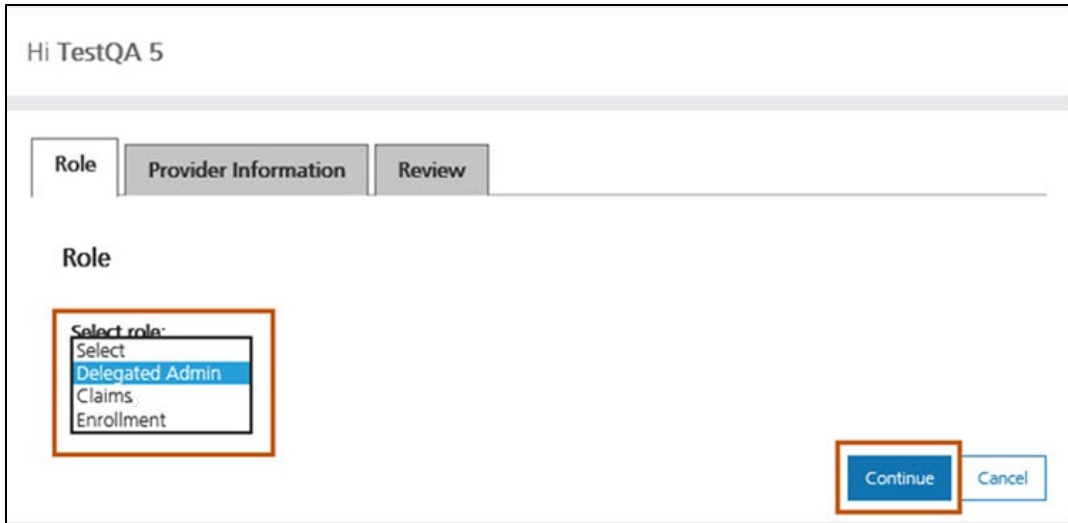 Hi TestQA 5
Role Provider Information Review
Role
Select role:
Select
Delegated Admin
Claims
Enrollment
Continue Cancel